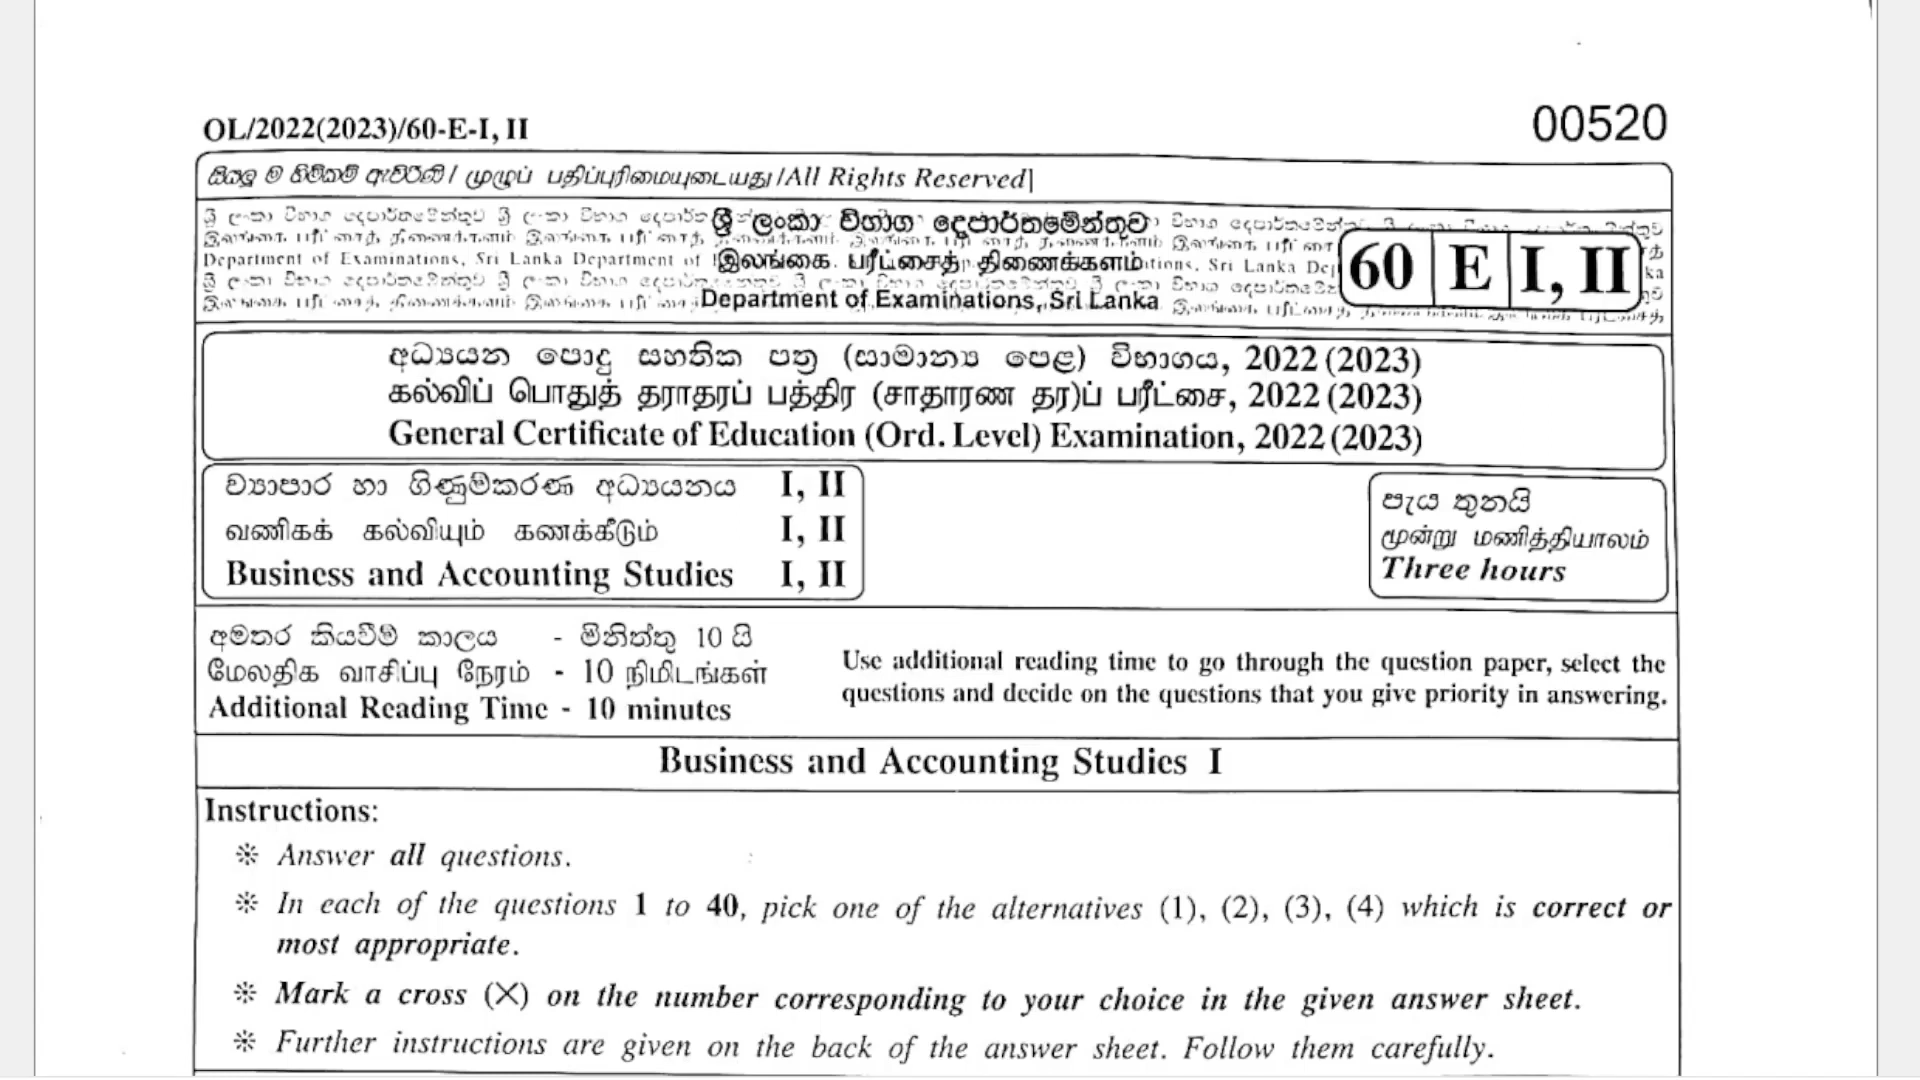 OL/2022(2023)/60-E-I, II
00520
සියලු ම හිමිකම් ඇවිරිණි / முழுப் பதிப்புரிமையுடையது /All Rights Reserved]
ශ්‍රී ලංකා විභාග දෙපාර්තමේන්තුව
இலங்கைப் பரீட்சைத் திணைக்களம்
Department of Examinations, Sri Lanka
60 E I, II
අධ්‍යයන පොදු සහතික පත්‍ර (සාමාන්‍ය පෙළ) විභාගය, 2022 (2023)
கல்விப் பொதுத் தராதரப் பத்திர (சாதாரண தர)ப் பரீட்சை, 2022 (2023)
General Certificate of Education (Ord. Level) Examination, 2022 (2023)
ව්‍යාපාර හා ගිණුම්කරණ අධ්‍යයනය I, II
வணிகக் கல்வியும் கணக்கீடும் I, II
Business and Accounting Studies I, II
පැය තුනයි
மூன்று மணித்தியாலம்
Three hours
අමතර කියවීම් කාලය - මිනිත්තු 10 යි
மேலதிக வாசிப்பு நேரம் - 10 நிமிடங்கள்
Additional Reading Time - 10 minutes
Use additional reading time to go through the question paper, select the
questions and decide on the questions that you give priority in answering.
Business and Accounting Studies I
Instructions:
※ Answer all questions.
※ In each of the questions 1 to 40, pick one of the alternatives (1), (2), (3), (4) which is correct or
most appropriate.
※ Mark a cross (X) on the number corresponding to your choice in the given answer sheet.
※ Further instructions are given on the back of the answer sheet. Follow them carefully.